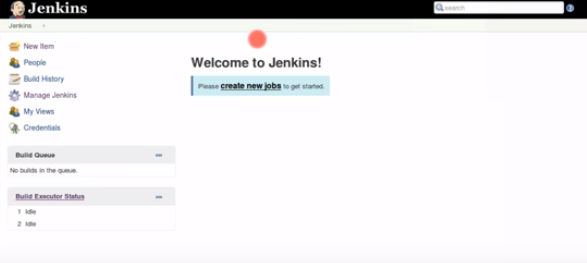 Jenkins
search
Jenkins
New Item
People
Build History
Manage Jenkins
My Views
Credentials
Welcome to Jenkins!
Please create new jobs to get started.
Build Queue
No builds in the queue.
Build Executor Status
1 Idle
2 Idle